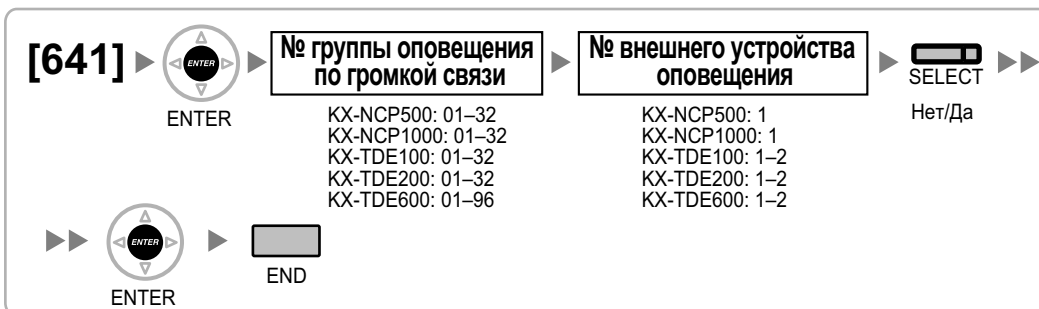 [641]
ENTER
ENTER
№ группы оповещения
по громкой связи
KX-NCP500: 01–32
KX-NCP1000: 01–32
KX-TDE100: 01–32
KX-TDE200: 01–32
KX-TDE600: 01–96
№ внешнего устройства
оповещения
KX-NCP500: 1
KX-NCP1000: 1
KX-TDE100: 1–2
KX-TDE200: 1–2
KX-TDE600: 1–2
SELECT
Нет/Да
ENTER
ENTER
END